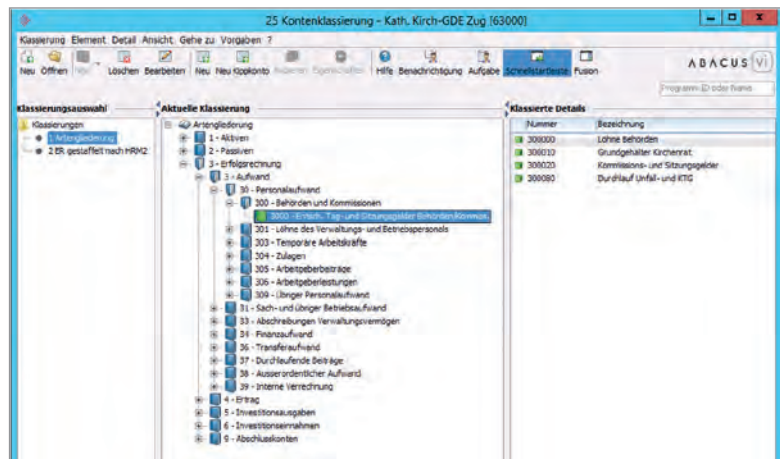 25 Kontenklassierung - Kath. Kirch-GDE Zug [63000]
Klassierung Element Detail Ansicht Gehe zu Vorgaben ?
Neu Öffnen Neu Löschen Bearbeiten Neu Neu Kopfkonto Hilfe Benachrichtigung Aufgabe Schnellstartleiste Fusion
ABACUS vi
Programm-ID oder Name
Klassierungsauswahl
Klassierungen
1 Artengliederung
2 ER gestaffelt nach HRM2
Aktuelle Klassierung
Artengliederung
1 - Aktiven
2 - Passiven
3 - Erfolgsrechnung
3 - Aufwand
30 - Personalaufwand
300 - Behörden und Kommissionen
3000 - Entsch. Tag- und Sitzungsgelder Behörden/Kommiss.
301 - Löhne des Verwaltungs- und Betriebspersonals
303 - Temporäre Arbeitskräfte
304 - Zulagen
305 - Arbeitgeberbeiträge
306 - Arbeitgeberleistungen
309 - Übriger Personalaufwand
31 - Sach- und übriger Betriebsaufwand
33 - Abschreibungen Verwaltungsvermögen
34 - Finanzaufwand
36 - Transferaufwand
37 - Durchlaufende Beiträge
38 - Ausserordentlicher Aufwand
39 - Interne Verrechnung
4 - Ertrag
5 - Investitionsausgaben
6 - Investitionseinnahmen
9 - Abschlusskonten
Klassierte Details
Nummer Bezeichnung
300000 Löhne Behörden
300010 Grundgehälter Kirchenrat
300020 Kommissions- und Sitzungsgelder
300080 Durchlauf Unfall- und KTG